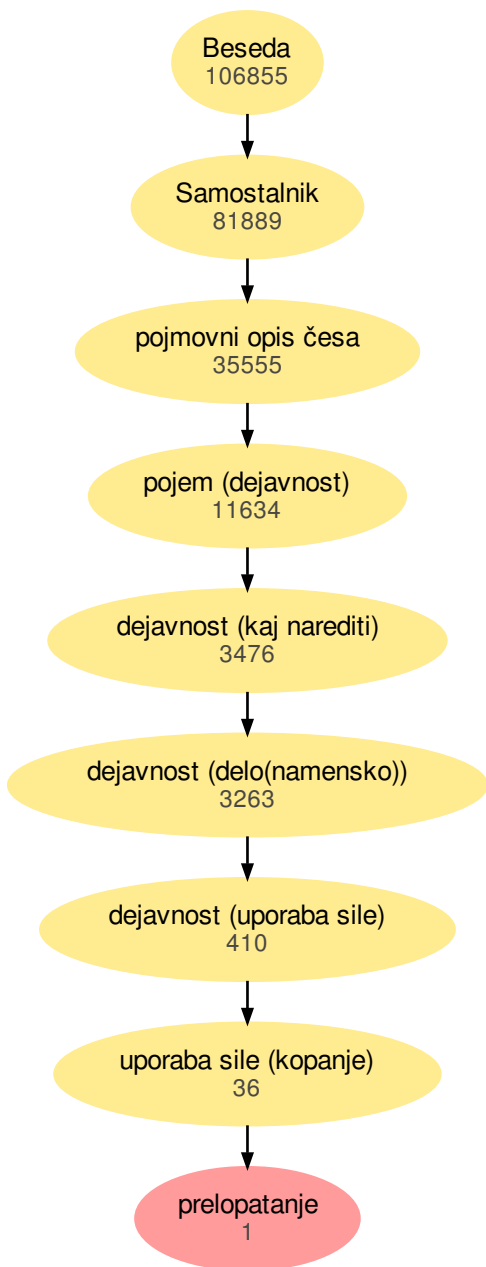 Beseda
106855
Samostalnik
81889
pojmovni opis česa
35555
pojem (dejavnost)
11634
dejavnost (kaj narediti)
3476
dejavnost (delo(namensko))
3263
dejavnost (uporaba sile)
410
uporaba sile (kopanje)
36
prelopatanje
1